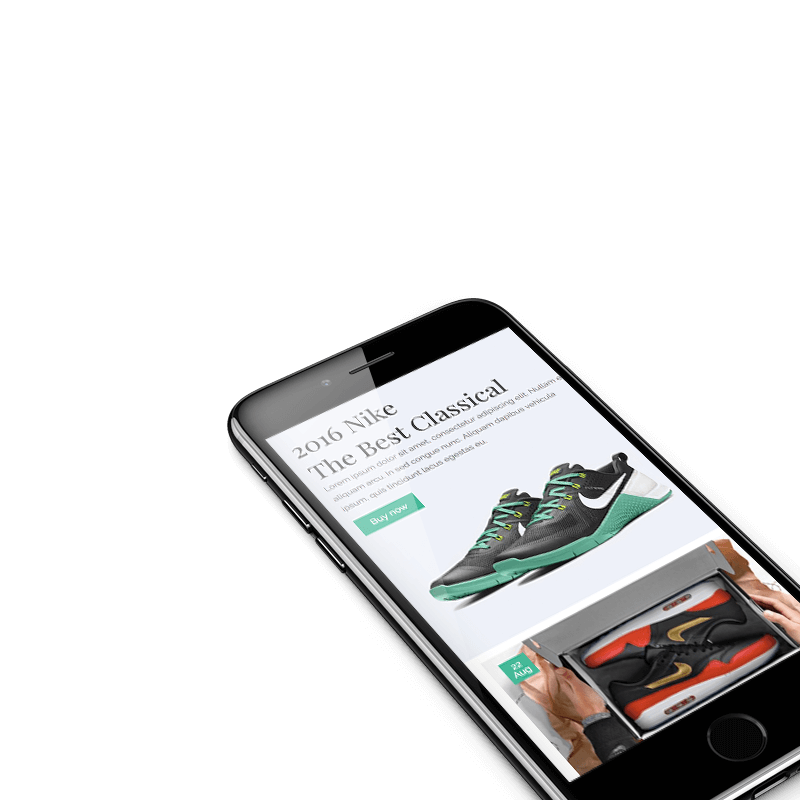 2016 Nike
The Best Classical
Lorem ipsum dolor sit amet, consectetur adipiscing elit. Nullam
aliquam arcu. In sed congue nunc. Aliquam dapibus vehicula
ipsum, quis tincidunt lacus egestas eu.
Buy now
22
Aug